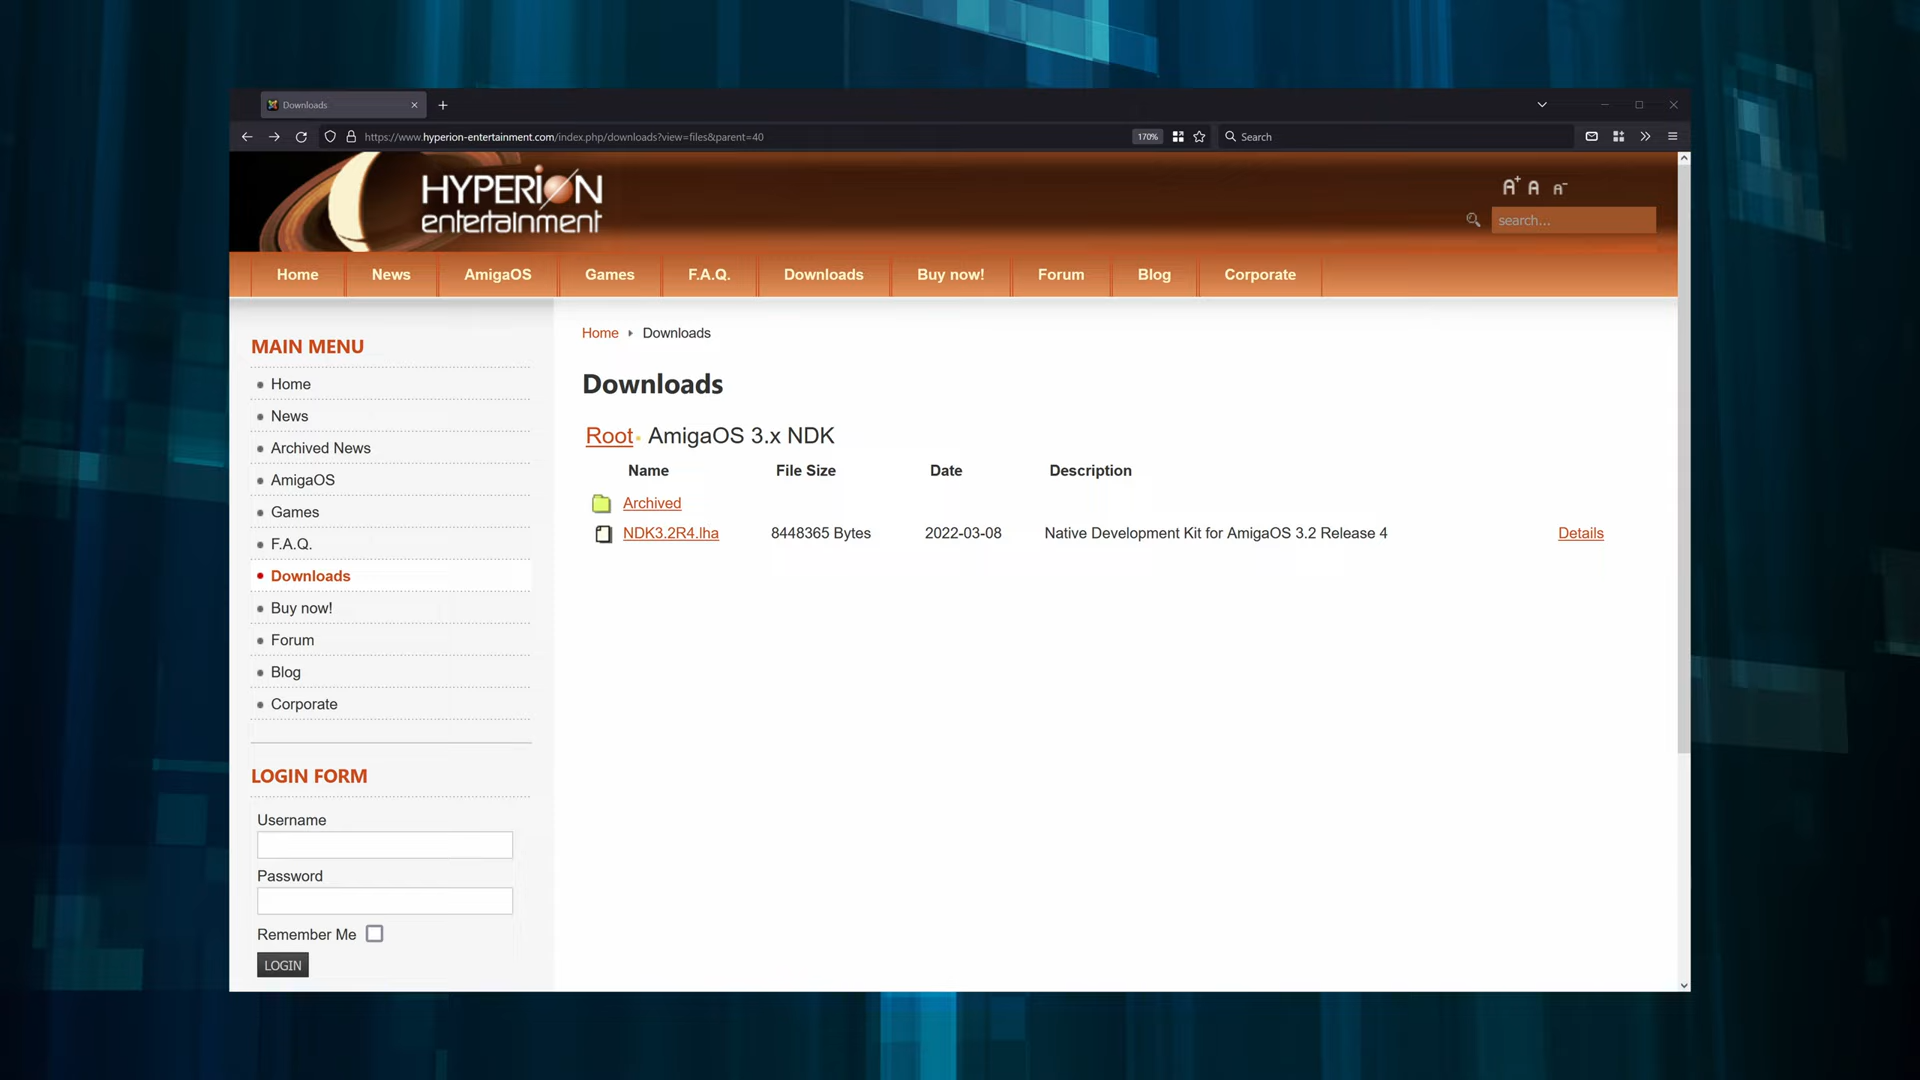 Downloads
https://www.hyperion-entertainment.com/index.php/downloads?view=files&parent=40
170%
Search
HYPERION
entertainment
A+ A A-
search...
Home News AmigaOS Games F.A.Q. Downloads Buy now! Forum Blog Corporate
MAIN MENU
Home
News
Archived News
AmigaOS
Games
F.A.Q.
Downloads
Buy now!
Forum
Blog
Corporate
LOGIN FORM
Username
Password
Remember Me
LOGIN
Home Downloads
Downloads
Root AmigaOS 3.x NDK
Name File Size Date Description
Archived
NDK3.2R4.lha 8448365 Bytes 2022-03-08 Native Development Kit for AmigaOS 3.2 Release 4 Details